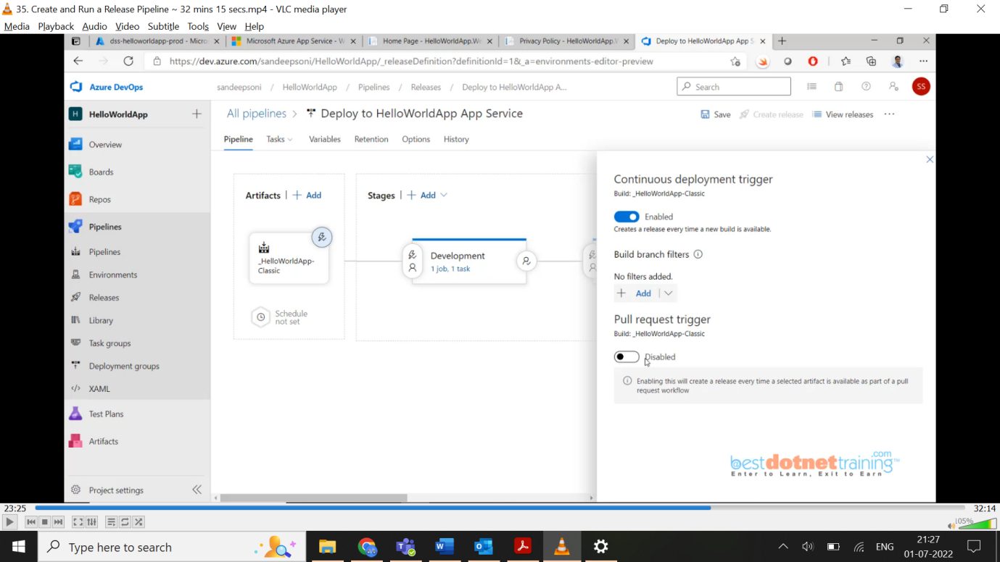 35. Create and Run a Release Pipeline ~ 32 mins 15 secs.mp4 - VLC media player
Media Playback Audio Video Subtitle Tools View Help
dss-helloworldapp-prod - Micro Microsoft Azure App Service - W Home Page - HelloWorldApp.We Privacy Policy - HelloWorldApp.V Deploy to HelloWorldApp App S
https://dev.azure.com/sandeepsoni/HelloWorldApp/_releaseDefinition?definitionId=1&_a=environments-editor-preview
Azure DevOps sandeepsoni / HelloWorldApp / Pipelines / Releases / Deploy to HelloWorldApp A... Search SS
H HelloWorldApp
All pipelines > Deploy to HelloWorldApp App Service Save Create release View releases ...
Pipeline Tasks Variables Retention Options History
Overview
Boards
Repos
Pipelines
Pipelines
Environments
Releases
Library
Task groups
Deployment groups
XAML
Test Plans
Artifacts
Project settings
Artifacts | + Add
_HelloWorldApp-
Classic
Schedule
not set
Stages | + Add
Development
1 job, 1 task
Continuous deployment trigger
Build: _HelloWorldApp-Classic
Enabled
Creates a release every time a new build is available.
Build branch filters
No filters added.
+ Add
Pull request trigger
Build: _HelloWorldApp-Classic
Disabled
Enabling this will create a release every time a selected artifact is available as part of a pull
request workflow
bestdotnettraining.com™
Enter to Learn, Exit to Earn
23:25 32:14
105%
Type here to search
ENG
21:27
01-07-2022